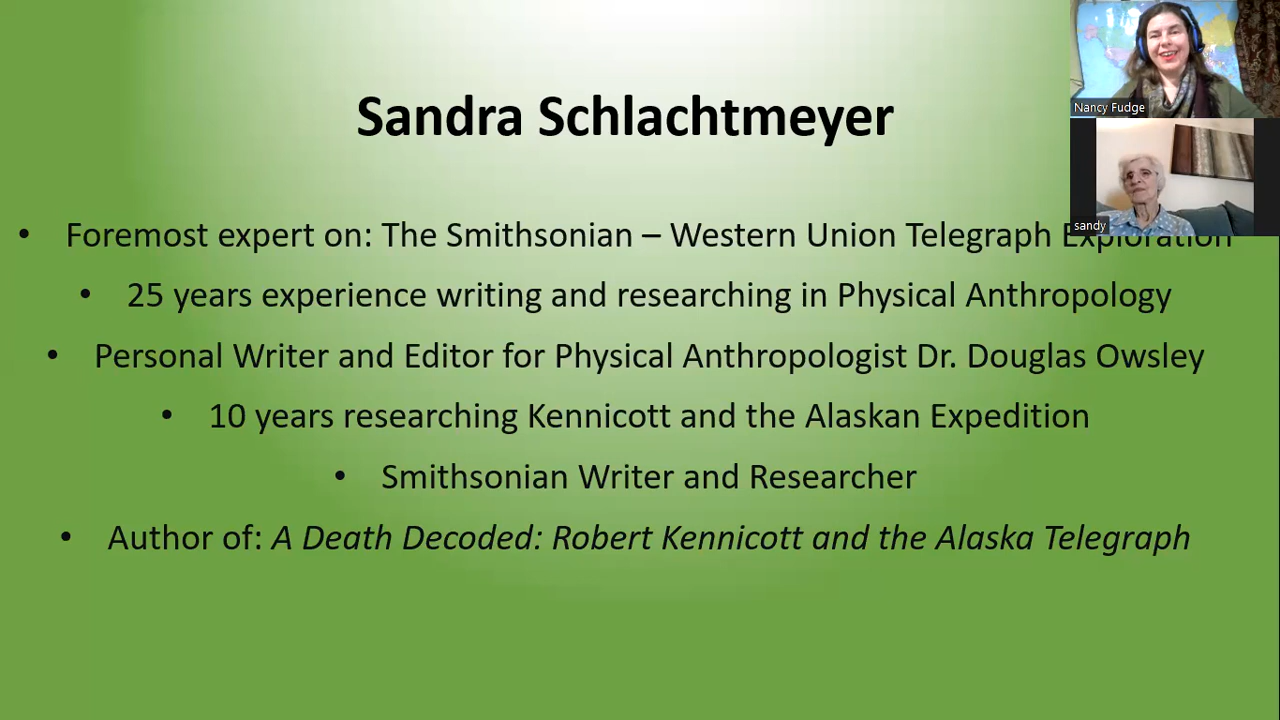 Sandra Schlachtmeyer
Nancy Fudge
sandy
• Foremost expert on: The Smithsonian – Western Union Telegraph Exploration
• 25 years experience writing and researching in Physical Anthropology
• Personal Writer and Editor for Physical Anthropologist Dr. Douglas Owsley
• 10 years researching Kennicott and the Alaskan Expedition
• Smithsonian Writer and Researcher
• Author of: A Death Decoded: Robert Kennicott and the Alaska Telegraph